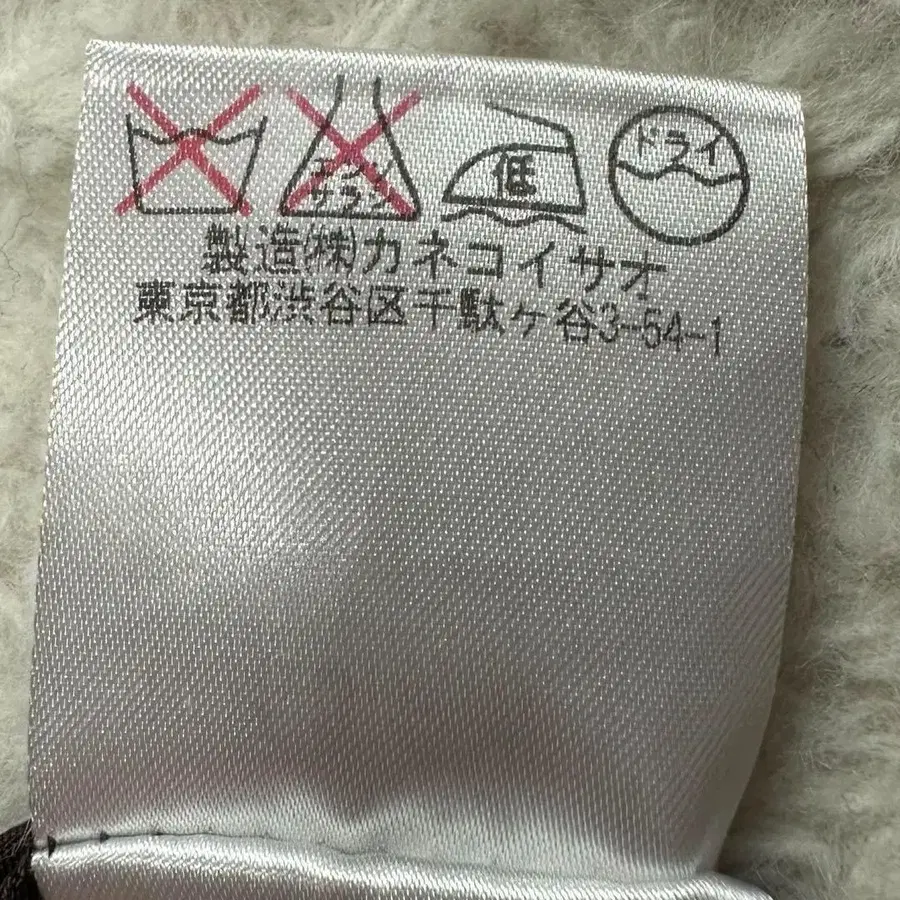 エンソ
サラシ
低
ドライ
製造㈱カネコイサオ
東京都渋谷区千駄ヶ谷3-54-1